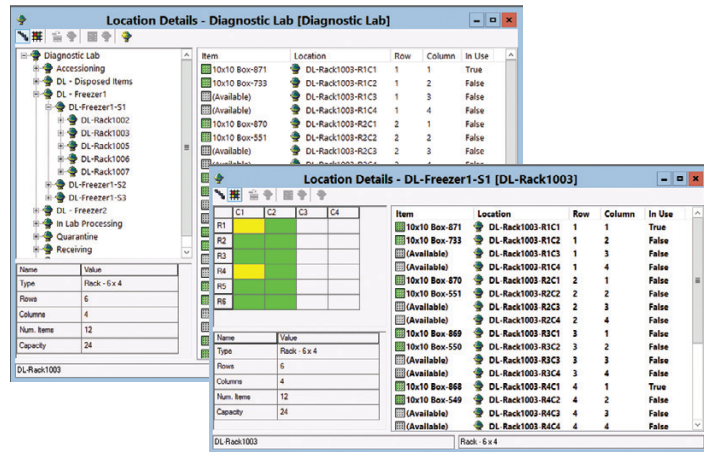 Location Details - Diagnostic Lab [Diagnostic Lab]
Diagnostic Lab
Accessioning
DL - Disposed Items
DL - Freezer1
DL-Freezer1-S1
DL-Rack1002
DL-Rack1003
DL-Rack1005
DL-Rack1006
DL-Rack1007
DL-Freezer1-S2
DL-Freezer1-S3
DL - Freezer2
In Lab Processing
Quarantine
Receiving
Item Location Row Column In Use
10x10 Box-871 DL-Rack1003-R1C1 1 1 True
10x10 Box-733 DL-Rack1003-R1C2 1 2 False
(Available) DL-Rack1003-R1C3 1 3 False
(Available) DL-Rack1003-R1C4 1 4 False
10x10 Box-870 DL-Rack1003-R2C1 2 1 False
10x10 Box-551 DL-Rack1003-R2C2 2 2 False
(Available) DL-Rack1003-R2C3 2 3 False
Name Value
Type Rack - 6 x 4
Rows 6
Columns 4
Num. Items 12
Capacity 24
DL-Rack1003
Location Details - DL-Freezer1-S1 [DL-Rack1003]
C1 C2 C3 C4
R1
R2
R3
R4
R5
R6
Name Value
Type Rack - 6 x 4
Rows 6
Columns 4
Num. Items 12
Capacity 24
Item Location Row Column In Use
10x10 Box-871 DL-Rack1003-R1C1 1 1 True
10x10 Box-733 DL-Rack1003-R1C2 1 2 False
(Available) DL-Rack1003-R1C3 1 3 False
(Available) DL-Rack1003-R1C4 1 4 False
10x10 Box-870 DL-Rack1003-R2C1 2 1 False
10x10 Box-551 DL-Rack1003-R2C2 2 2 False
(Available) DL-Rack1003-R2C3 2 3 False
(Available) DL-Rack1003-R2C4 2 4 False
10x10 Box-869 DL-Rack1003-R3C1 3 1 False
10x10 Box-550 DL-Rack1003-R3C2 3 2 False
(Available) DL-Rack1003-R3C3 3 3 False
(Available) DL-Rack1003-R3C4 3 4 False
10x10 Box-868 DL-Rack1003-R4C1 4 1 True
10x10 Box-549 DL-Rack1003-R4C2 4 2 False
(Available) DL-Rack1003-R4C3 4 3 False
(Available) DL-Rack1003-R4C4 4 4 False
DL-Rack1003 Rack - 6 x 4